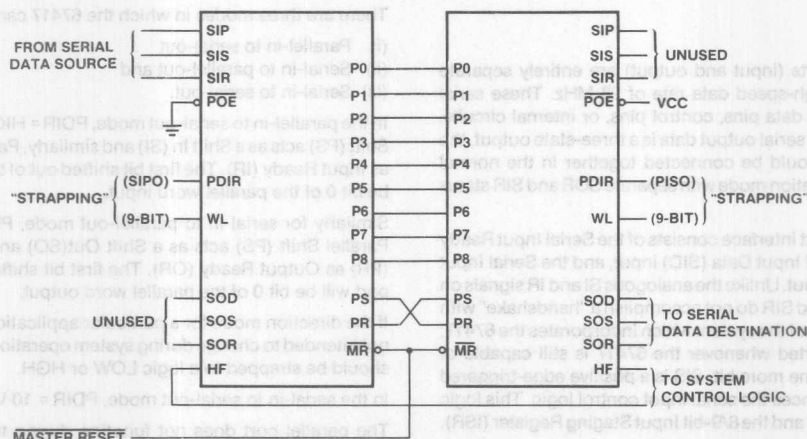 FROM SERIAL
DATA SOURCE
SIP
SIS
SIR
POE
P0
P1
P2
P3
P4
P5
P6
P7
P8
"STRAPPING"
(SIPO)
(9-BIT)
PDIR
WL
UNUSED
SOD
SOS
SOR
HF
PS
PR
MR
MASTER RESET
P0
P1
P2
P3
P4
P5
P6
P7
P8
PS
PR
MR
SIP
SIS
SIR
POE
UNUSED
VCC
PDIR
WL
(PISO)
(9-BIT)
"STRAPPING"
SOD
SOS
SOR
HF
TO SERIAL
DATA DESTINATION
TO SYSTEM
CONTROL LOGIC